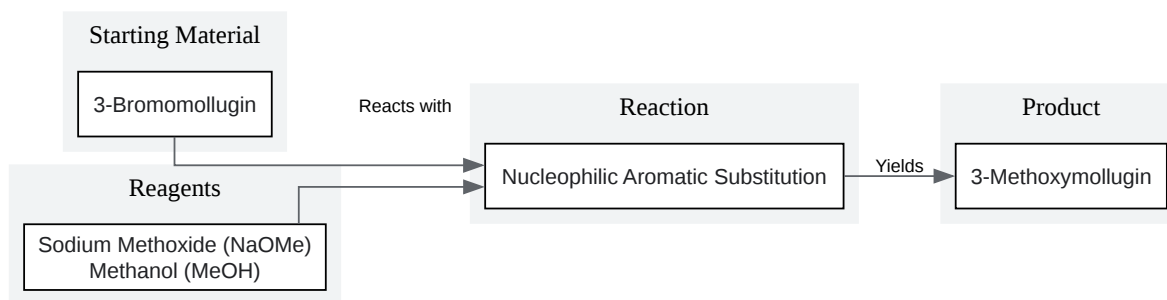 Starting Material
3-Bromomollugin
Reagents
Sodium Methoxide (NaOMe)
Methanol (MeOH)
Reacts with
Reaction
Nucleophilic Aromatic Substitution
Yields
Product
3-Methoxymollugin